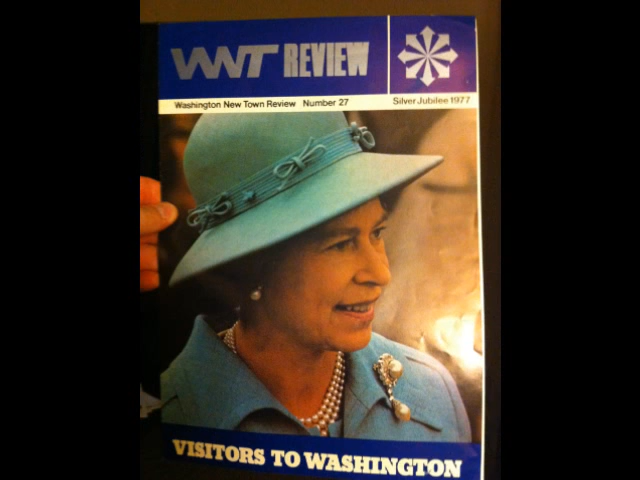 WNT REVIEW
Washington New Town Review Number 27
Silver Jubilee 1977
VISITORS TO WASHINGTON